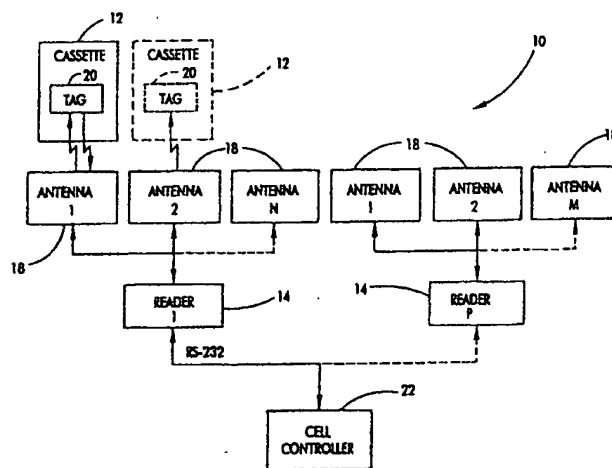 12
CASSETTE
20
TAG
CASSETTE
20
TAG
12
10
18
18
18
ANTENNA
1
ANTENNA
2
ANTENNA
N
ANTENNA
1
ANTENNA
2
ANTENNA
M
18
READER
1
14
14
READER
P
RS-232
22
CELL
CONTROLLER